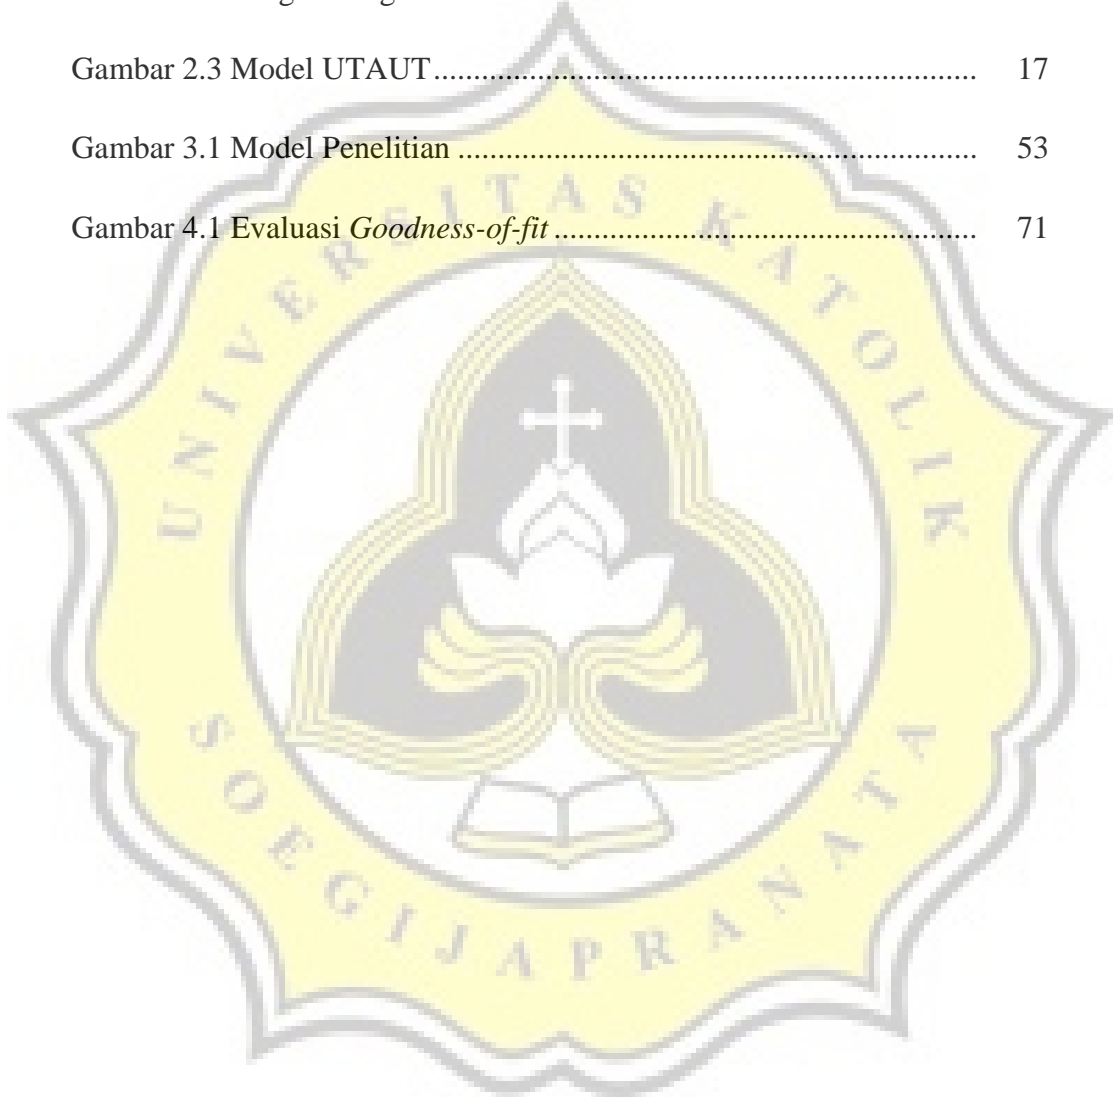 Gambar 2.3 Model UTAUT........................................................................ 17
Gambar 3.1 Model Penelitian ................................................................. 53
Gambar 4.1 Evaluasi Goodness-of-fit ..................................................... 71
UNIVERSITAS KATOLIK
SOEGIJAPRANATA